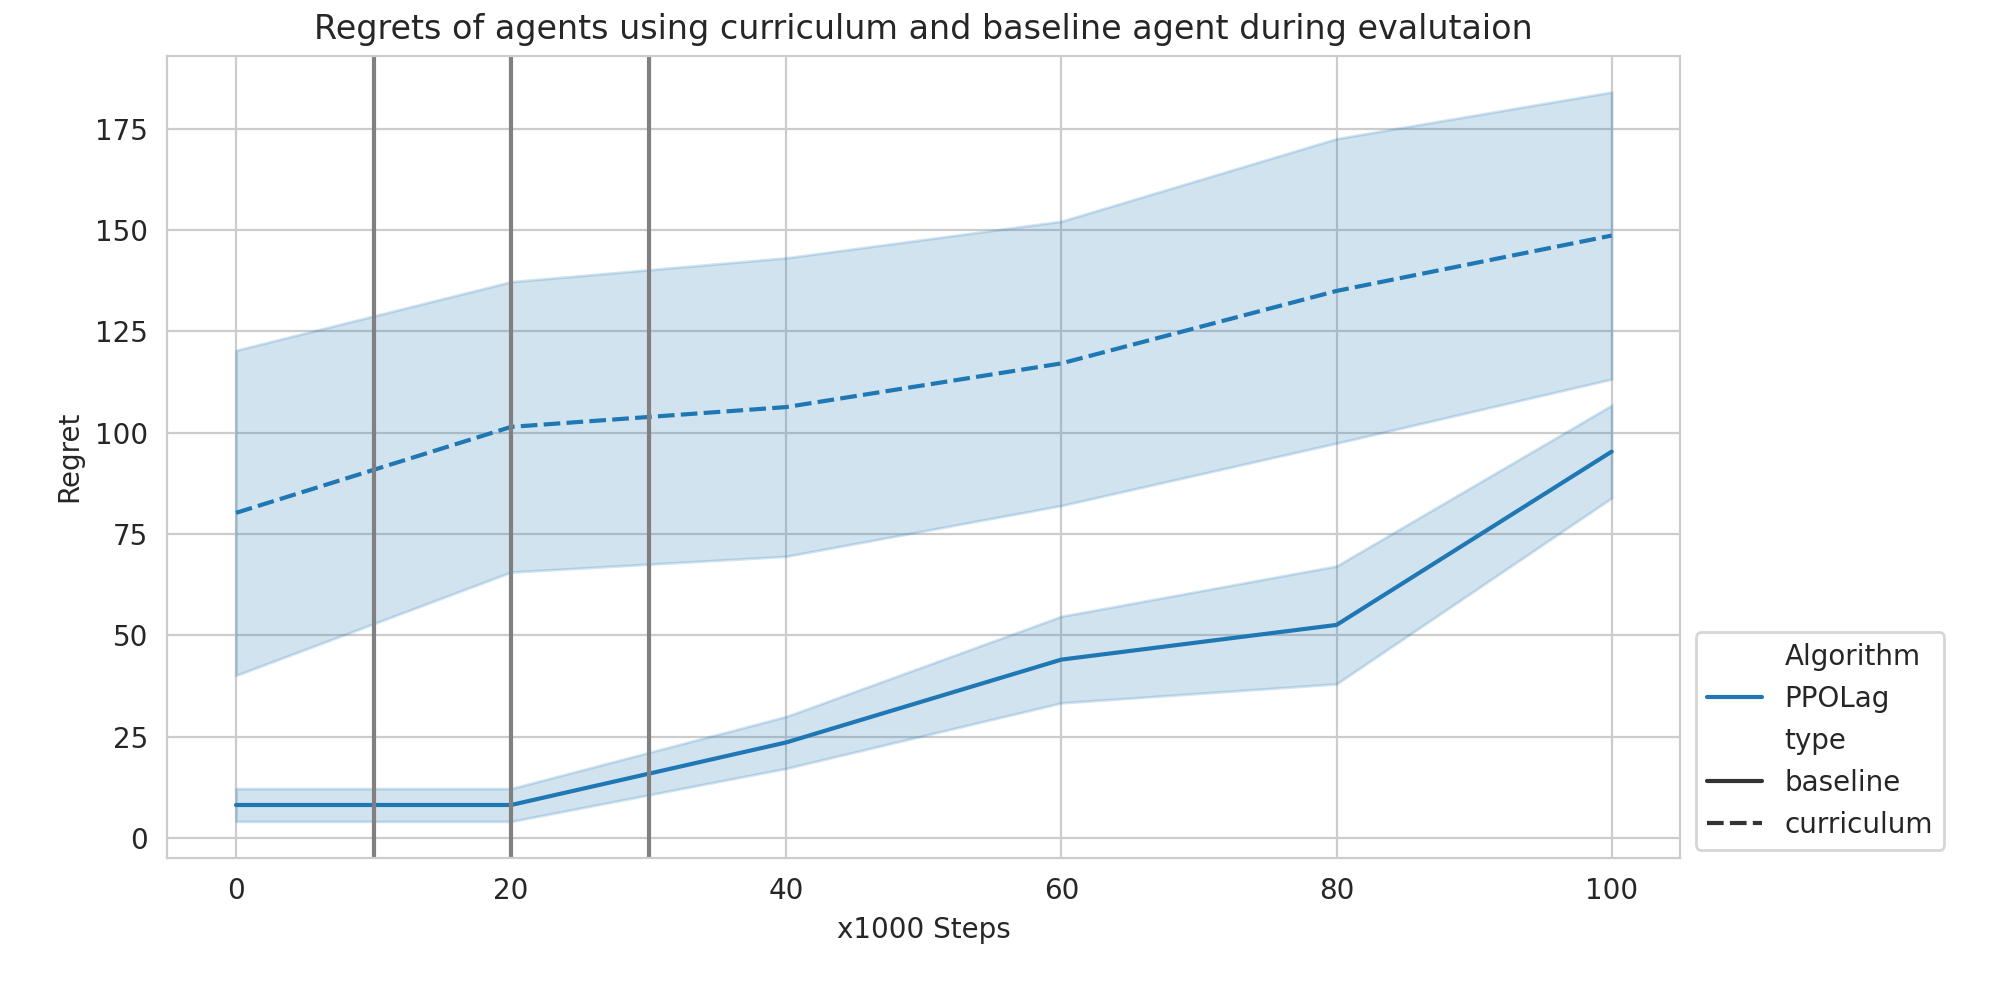 Regrets of agents using curriculum and baseline agent during evalutaion
175
150
125
100
75
50
25
0
Regret
0 20 40 60 80 100
x1000 Steps
Algorithm
PPOLag
type
baseline
curriculum